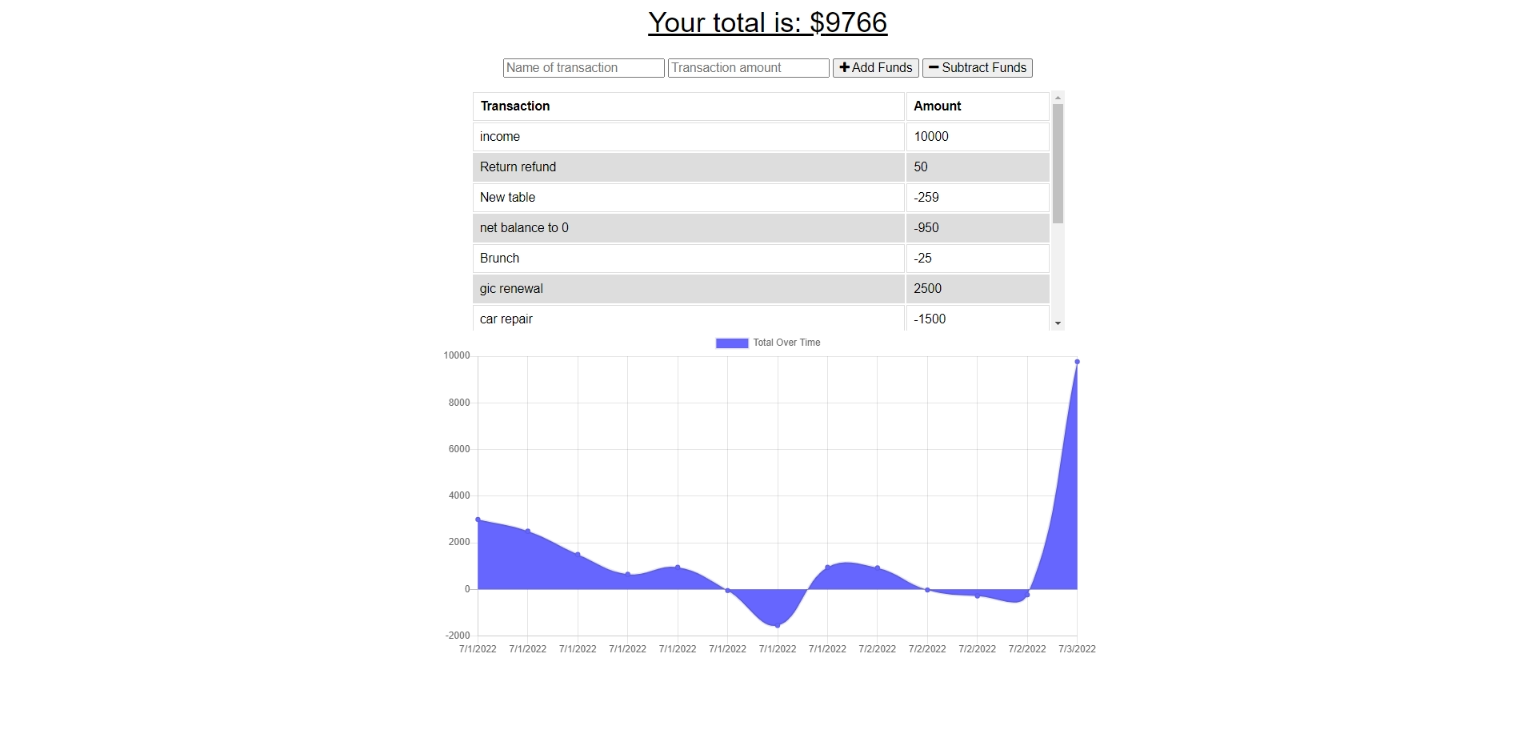 Your total is: $9766
Name of transaction Transaction amount Add Funds Subtract Funds
Transaction Amount
income 10000
Return refund 50
New table -259
net balance to 0 -950
Brunch -25
gic renewal 2500
car repair -1500
Total Over Time
10000
8000
6000
4000
2000
0
-2000
7/1/2022 7/1/2022 7/1/2022 7/1/2022 7/1/2022 7/1/2022 7/1/2022 7/1/2022 7/2/2022 7/2/2022 7/2/2022 7/2/2022 7/3/2022